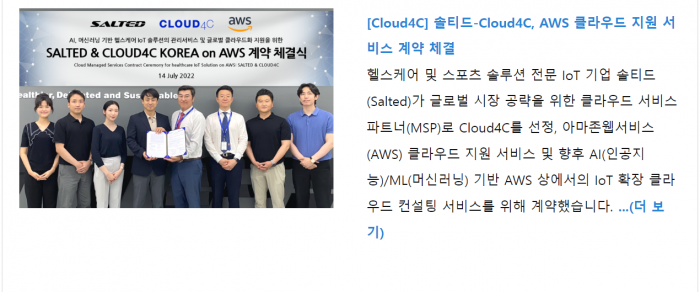 SALTED CLOUD4C aws
AI, 머신러닝 기반 헬스케어 IoT 솔루션의 관리서비스 및 글로벌 클라우드화 지원을 위한
SALTED & CLOUD4C KOREA on AWS 계약 체결식
Cloud Managed Services Contract Ceremony for healthcare IoT Solution on AWS: SALTED & CLOUD4C
14 July 2022
[Cloud4C] 솔티드-Cloud4C, AWS 클라우드 지원 서
비스 계약 체결
헬스케어 및 스포츠 솔루션 전문 IoT 기업 솔티드
(Salted)가 글로벌 시장 공략을 위한 클라우드 서비스
파트너(MSP)로 Cloud4C를 선정, 아마존웹서비스
(AWS) 클라우드 지원 서비스 및 향후 AI(인공지
능)/ML(머신러닝) 기반 AWS 상에서의 IoT 확장 클라
우드 컨설팅 서비스를 위해 계약했습니다. ...(더 보
기)